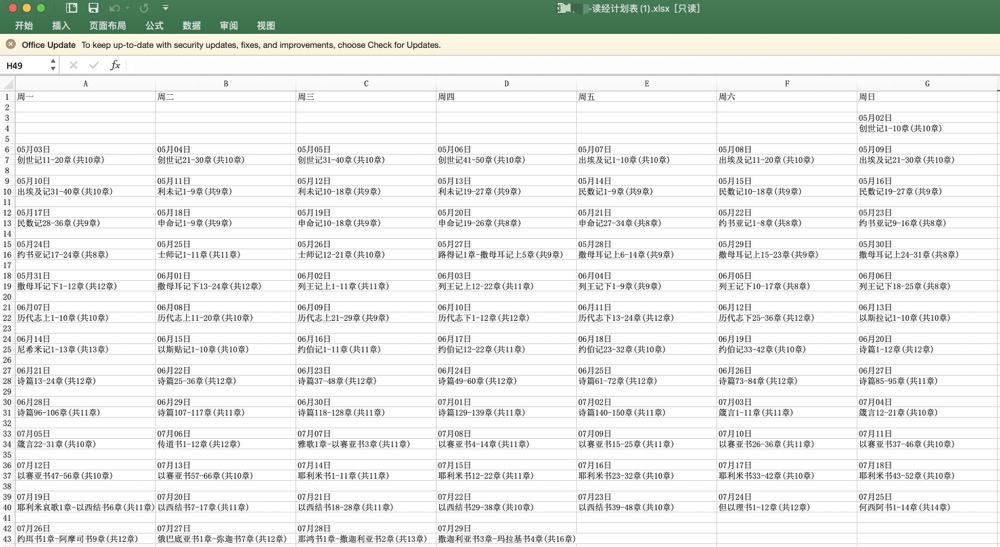 -读经计划表(1).xlsx [只读]
开始 插入 页面布局 公式 数据 审阅 视图
Office Update To keep up-to-date with security updates, fixes, and improvements, choose Check for Updates.
H49 fx
A B C D E F G
1 周一 周二 周三 周四 周五 周六 周日
2
3 05月02日
4 创世记1-10章(共10章)
5
6 05月03日 05月04日 05月05日 05月06日 05月07日 05月08日 05月09日
7 创世记11-20章(共10章) 创世记21-30章(共10章) 创世记31-40章(共10章) 创世记41-50章(共10章) 出埃及记1-10章(共10章) 出埃及记11-20章(共10章) 出埃及记21-30章(共10章)
8
9 05月10日 05月11日 05月12日 05月13日 05月14日 05月15日 05月16日
10 出埃及记31-40章(共10章) 利未记1-9章(共9章) 利未记10-18章(共9章) 利未记19-27章(共9章) 民数记1-9章(共9章) 民数记10-18章(共9章) 民数记19-27章(共9章)
11
12 05月17日 05月18日 05月19日 05月20日 05月21日 05月22日 05月23日
13 民数记28-36章(共9章) 申命记1-9章(共9章) 申命记10-18章(共9章) 申命记19-26章(共8章) 申命记27-34章(共8章) 约书亚记1-8章(共8章) 约书亚记9-16章(共8章)
14
15 05月24日 05月25日 05月26日 05月27日 05月28日 05月29日 05月30日
16 约书亚记17-24章(共8章) 士师记1-11章(共11章) 士师记12-21章(共10章) 路得记1章-撒母耳记上5章(共9章) 撒母耳记上6-14章(共9章) 撒母耳记上15-23章(共9章) 撒母耳记上24-31章(共8章)
17
18 05月31日 06月01日 06月02日 06月03日 06月04日 06月05日 06月06日
19 撒母耳记下1-12章(共12章) 撒母耳记下13-24章(共12章) 列王记上1-11章(共11章) 列王记上12-22章(共11章) 列王记下1-9章(共9章) 列王记下10-17章(共8章) 列王记下18-25章(共8章)
20
21 06月07日 06月08日 06月09日 06月10日 06月11日 06月12日 06月13日
22 历代志上1-10章(共10章) 历代志上11-20章(共10章) 历代志上21-29章(共9章) 历代志下1-12章(共12章) 历代志下13-24章(共12章) 历代志下25-36章(共12章) 以斯拉记1-10章(共10章)
23
24 06月14日 06月15日 06月16日 06月17日 06月18日 06月19日 06月20日
25 尼希米记1-13章(共13章) 以斯贴记1-10章(共10章) 约伯记1-11章(共11章) 约伯记12-22章(共11章) 约伯记23-32章(共10章) 约伯记33-42章(共10章) 诗篇1-12章(共12章)
26
27 06月21日 06月22日 06月23日 06月24日 06月25日 06月26日 06月27日
28 诗篇13-24章(共12章) 诗篇25-36章(共12章) 诗篇37-48章(共12章) 诗篇49-60章(共12章) 诗篇61-72章(共12章) 诗篇73-84章(共12章) 诗篇85-95章(共11章)
29
30 06月28日 06月29日 06月30日 07月01日 07月02日 07月03日 07月04日
31 诗篇96-106章(共11章) 诗篇107-117章(共11章) 诗篇118-128章(共11章) 诗篇129-139章(共11章) 诗篇140-150章(共11章) 箴言1-11章(共11章) 箴言12-21章(共10章)
32
33 07月05日 07月06日 07月07日 07月08日 07月09日 07月10日 07月11日
34 箴言22-31章(共10章) 传道书1-12章(共12章) 雅歌1章-以赛亚书3章(共11章) 以赛亚书4-14章(共11章) 以赛亚书15-25章(共11章) 以赛亚书26-36章(共11章) 以赛亚书37-46章(共10章)
35
36 07月12日 07月13日 07月14日 07月15日 07月16日 07月17日 07月18日
37 以赛亚书47-56章(共10章) 以赛亚书57-66章(共10章) 耶利米书1-11章(共11章) 耶利米书12-22章(共11章) 耶利米书23-32章(共10章) 耶利米书33-42章(共10章) 耶利米书43-52章(共10章)
38
39 07月19日 07月20日 07月21日 07月22日 07月23日 07月24日 07月25日
40 耶利米哀歌1章-以西结书6章(共11章) 以西结书7-17章(共11章) 以西结书18-28章(共11章) 以西结书29-38章(共10章) 以西结书39-48章(共10章) 但以理书1-12章(共12章) 何西阿书1-14章(共14章)
41
42 07月26日 07月27日 07月28日 07月29日
43 约珥书1章-阿摩司书9章(共12章) 俄巴底亚书1章-弥迦书7章(共12章) 那鸿书1章-撒迦利亚书2章(共13章) 撒迦利亚书3章-玛拉基书4章(共16章)